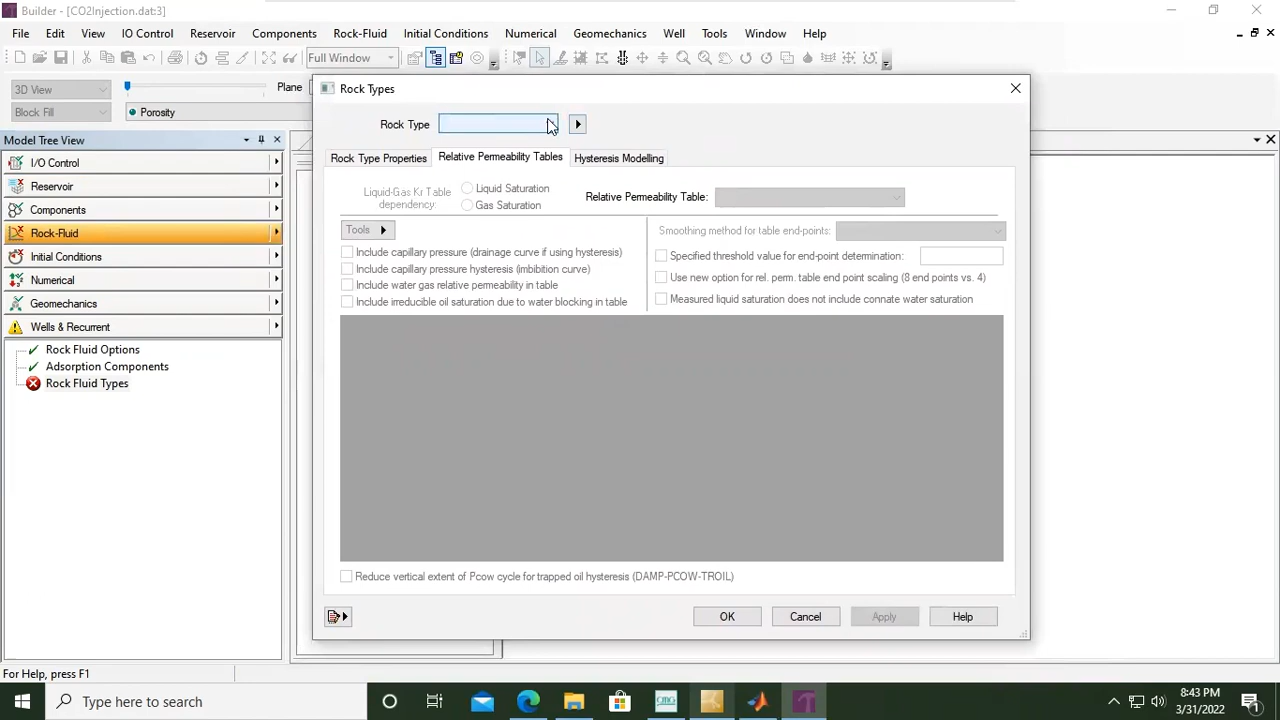 Builder - [CO2Injection.dat:3]
File Edit View IO Control Reservoir Components Rock-Fluid Initial Conditions Numerical Geomechanics Well Tools Window Help
Full Window
3D View
Plane
Block Fill
Porosity
Model Tree View
I/O Control
Reservoir
Components
Rock-Fluid
Initial Conditions
Numerical
Geomechanics
Wells & Recurrent
Rock Fluid Options
Adsorption Components
Rock Fluid Types
Rock Types
Rock Type
Rock Type Properties Relative Permeability Tables Hysteresis Modelling
Liquid-Gas Kr Table dependency:
Liquid Saturation
Gas Saturation
Relative Permeability Table:
Tools
Include capillary pressure (drainage curve if using hysteresis)
Include capillary pressure hysteresis (imbibition curve)
Include water gas relative permeability in table
Include irreducible oil saturation due to water blocking in table
Smoothing method for table end-points:
Specified threshold value for end-point determination:
Use new option for rel. perm. table end point scaling (8 end points vs. 4)
Measured liquid saturation does not include connate water saturation
Reduce vertical extent of Pcow cycle for trapped oil hysteresis (DAMP-PCOW-TROIL)
OK Cancel Apply Help
For Help, press F1
Type here to search
CMG
8:43 PM
3/31/2022
1